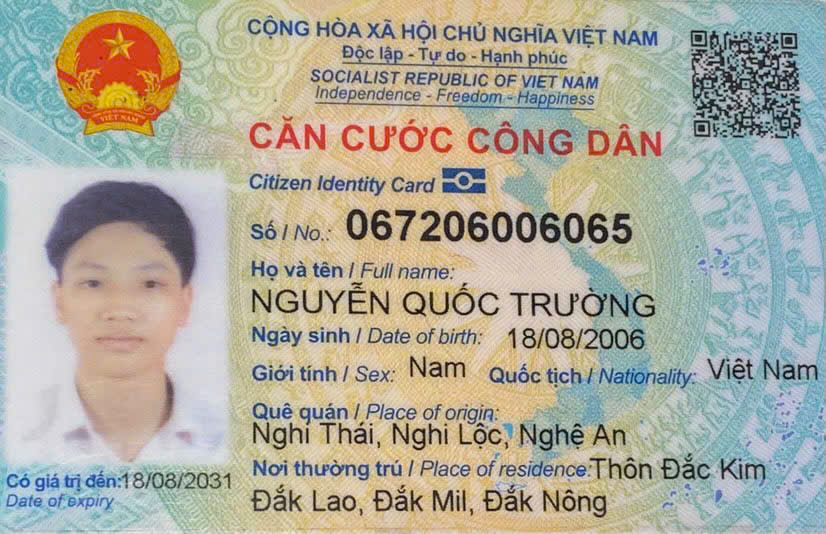 CỘNG HÒA XÃ HỘI CHỦ NGHĨA VIỆT NAM
Độc lập - Tự do - Hạnh phúc
SOCIALIST REPUBLIC OF VIET NAM
Independence - Freedom - Happiness
CĂN CƯỚC CÔNG DÂN
Citizen Identity Card
Số / No.: 067206006065
Họ và tên / Full name:
NGUYỄN QUỐC TRƯỜNG
Ngày sinh / Date of birth: 18/08/2006
Giới tính / Sex: Nam Quốc tịch / Nationality: Việt Nam
Quê quán / Place of origin:
Nghi Thái, Nghi Lộc, Nghệ An
Nơi thường trú / Place of residence: Thôn Đắc Kim
Đắk Lao, Đắk Mil, Đắk Nông
Có giá trị đến: 18/08/2031
Date of expiry
VIỆT NAM